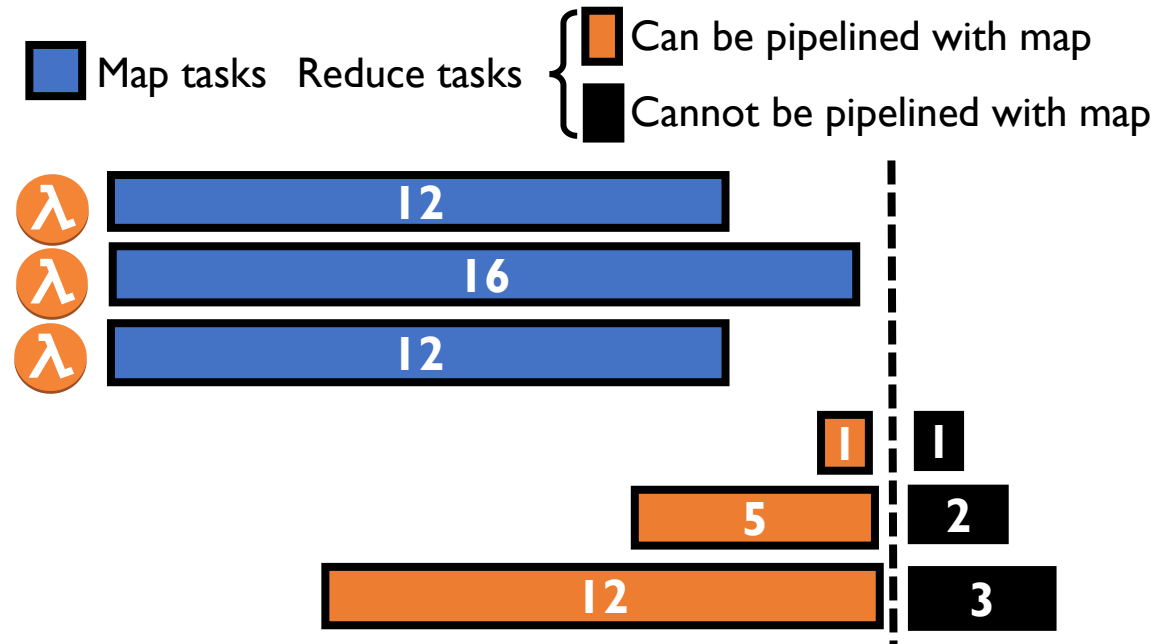 Can be pipelined with map
Map tasks Reduce tasks
Cannot be pipelined with map
λ 12
λ 16
λ 12
1 1
5 2
12 3